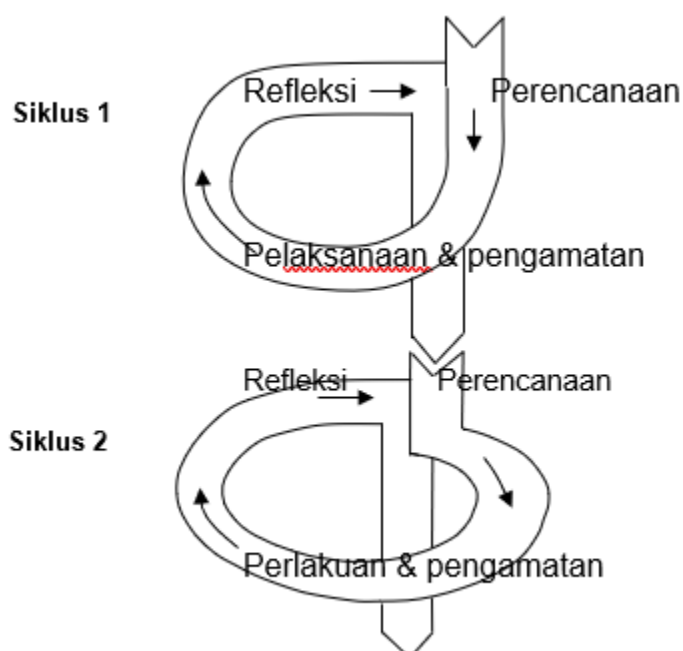 Refleksi
Perencanaan
Siklus 1
Pelaksanaan & pengamatan
Refleksi
Perencanaan
Siklus 2
Perlakuan & pengamatan